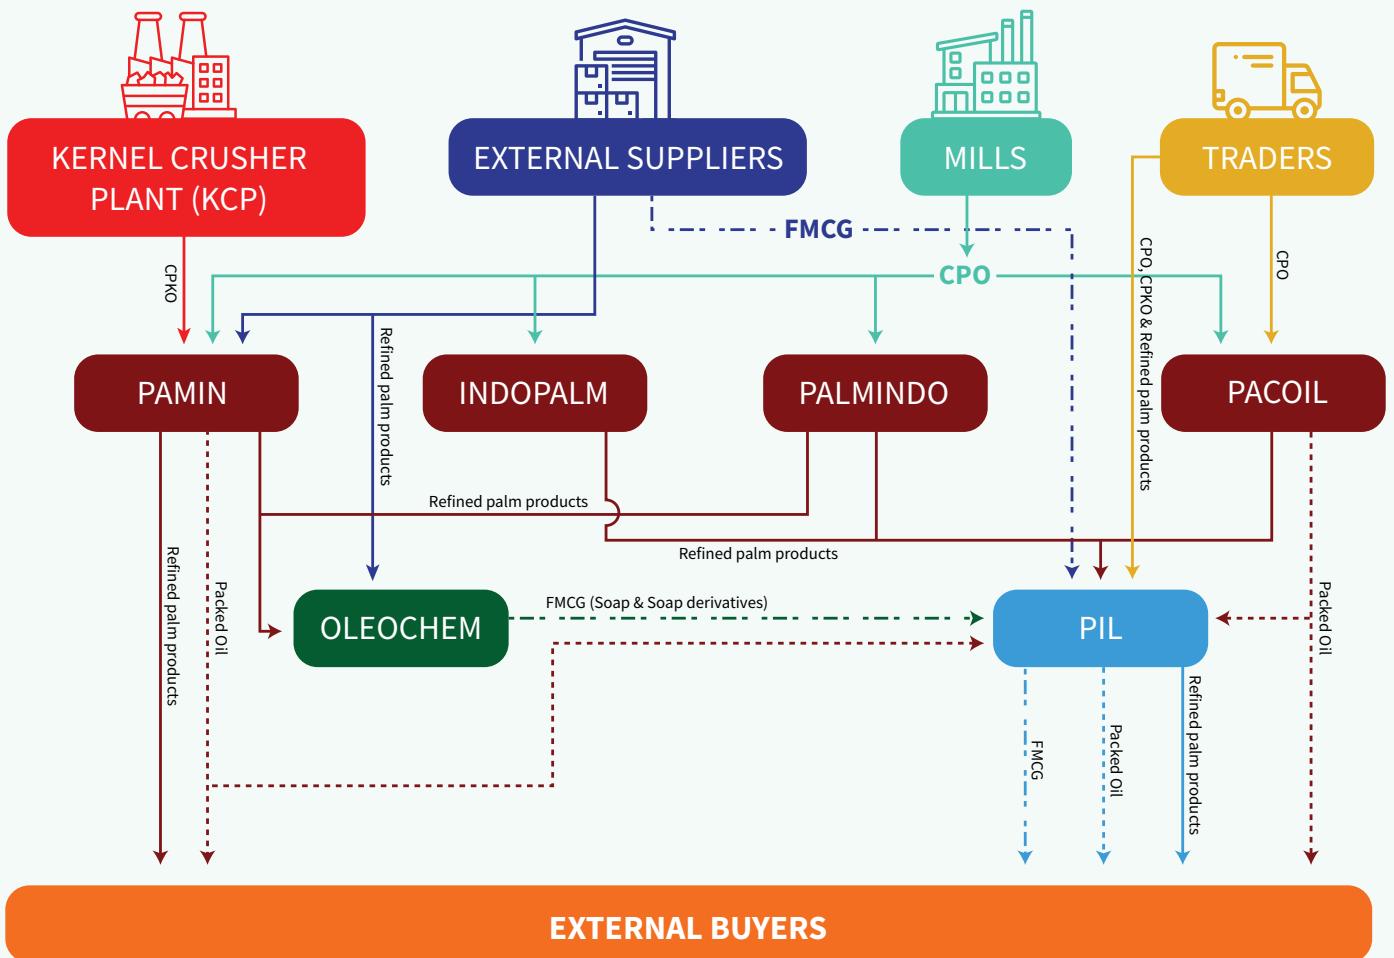 KERNEL CRUSHER
PLANT (KCP)
EXTERNAL SUPPLIERS
MILLS
TRADERS
FMCG
CPO
CPKO
CPO, CPKO & Refined palm products
CPO
Refined palm products
PAMIN
INDOPALM
PALMINDO
PACOIL
Refined palm products
Refined palm products
Refined palm products
Packed Oil
FMCG (Soap & Soap derivatives)
Packed Oil
OLEOCHEM
PIL
FMCG
Packed Oil
Refined palm products
EXTERNAL BUYERS